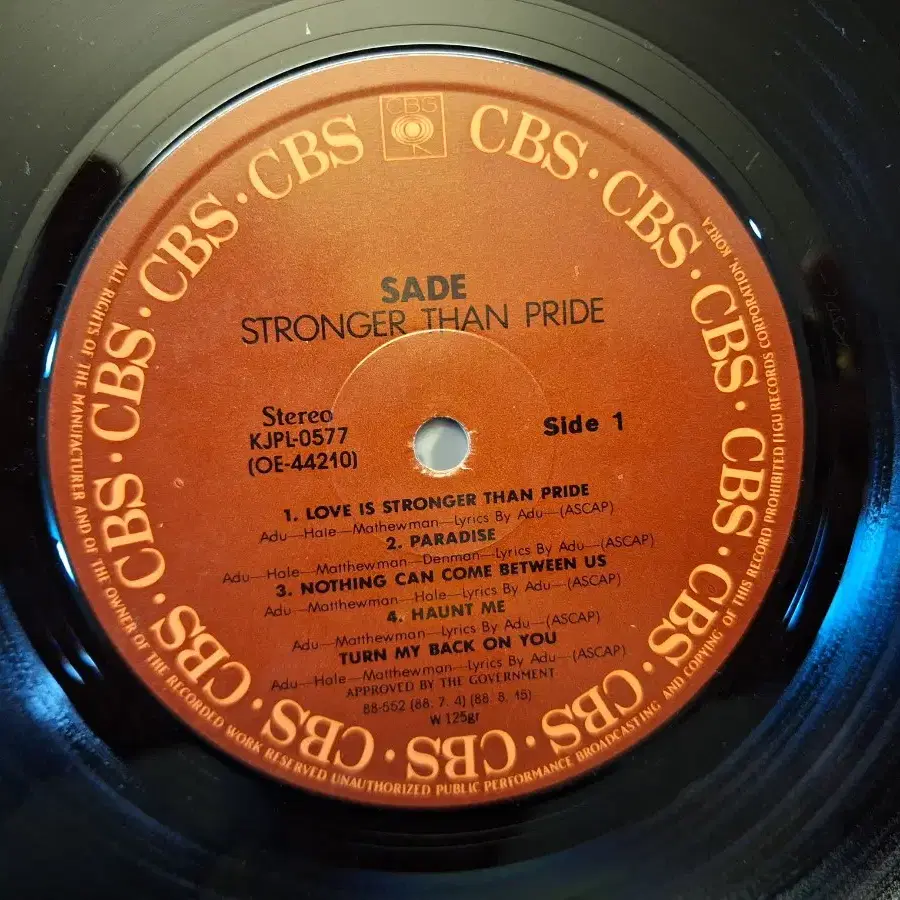 CBS
CBS · CBS · CBS · CBS · CBS · CBS · CBS · CBS · CBS · CBS · CBS · CBS · CBS · CBS
SADE
STRONGER THAN PRIDE
Stereo
KJPL-0577
(OE-44210)
Side 1
1. LOVE IS STRONGER THAN PRIDE
Adu—Hale—Mathewman—Lyrics By Adu—(ASCAP)
2. PARADISE
Adu—Hale—Matthewman—Denman—Lyrics By Adu—(ASCAP)
3. NOTHING CAN COME BETWEEN US
Adu—Matthewman—Hale—Lyrics By Adu—(ASCAP)
4. HAUNT ME
Adu—Matthewman—Lyrics By Adu—(ASCAP)
TURN MY BACK ON YOU
Adu—Hale—Matthewman—Lyrics By Adu—(ASCAP)
APPROVED BY THE GOVERNMENT
88-552 (88. 7. 4) (88. 8. 15)
W 125gr
ALL RIGHTS OF THE MANUFACTURER AND OF THE OWNER OF THE RECORDED WORK RESERVED UNAUTHORIZED PUBLIC PERFORMANCE BROADCASTING AND COPYING OF THIS RECORD PROHIBITED JIGU RECORDS CORPORATION, KOREA